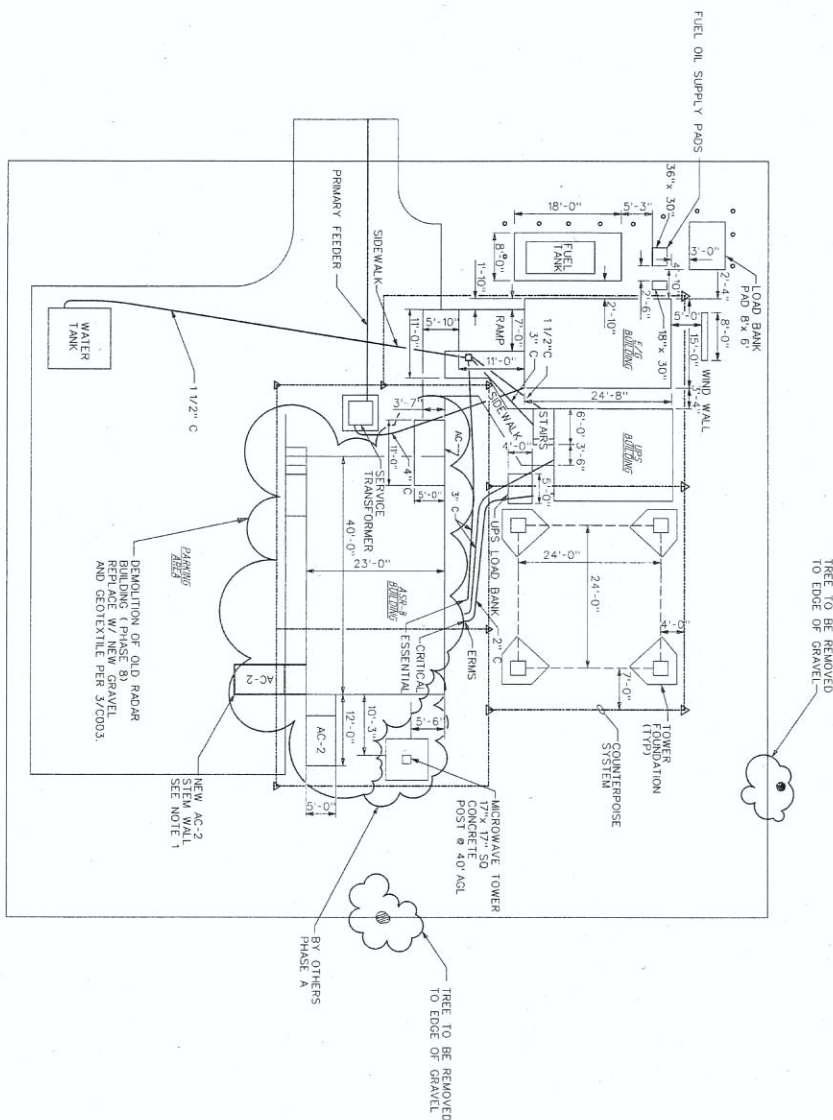 FUEL OIL SUPPLY PADS
36"x 30"
LOAD BANK
PAD 8'x 6'
3'-0"
2'-4"
4'-10"
5'-3"
18'-0"
8'-0"
FUEL
TANK
1'-10"
2'-6"
18"x 30"
5'-0"
8'-0"
WIND WALL
15'-0"
3'-4"
2'-10"
E/G
BUILDING
24'-8"
UPS
BUILDING
6'-0"
3'-6"
STAIRS
4'-0"
5'-0"
UPS LOAD BANK
1 1/2"C
3" C
SIDEWALK
RAMP
7'-0"
11'-0"
5'-10"
11'-0"
SIDEWALK
PRIMARY FEEDER
WATER
TANK
1 1/2" C
3'-7"
11'-0"
4" C
5'-0"
AC-
3" C
SERVICE
TRANSFORMER
40'-0"
23'-0"
ASR-8
BUILDING
ESSENTIAL
CRITICAL
ERMS
2" C
24'-0"
24'-0"
4'-0"
7'-0"
TOWER
FOUNDATION
(TYP)
COUNTERPOISE
SYSTEM
TREE TO BE REMOVED
TO EDGE OF GRAVEL
PARKING
AREA
DEMOLITION OF OLD RADAR
BUILDING ( PHASE B)
REPLACE W/ NEW GRAVEL
AND GEOTEXTILE PER 3/C003.
AC-2
NEW AC-2
STEM WALL
SEE NOTE 1
AC-2
12'-0"
10'-3"
5'-6"
5'-0"
MICROWAVE TOWER
17"x 17" SQ
CONCRETE
POST @ 40' AGL
BY OTHERS
PHASE A
TREE TO BE REMOVED
TO EDGE OF GRAVEL